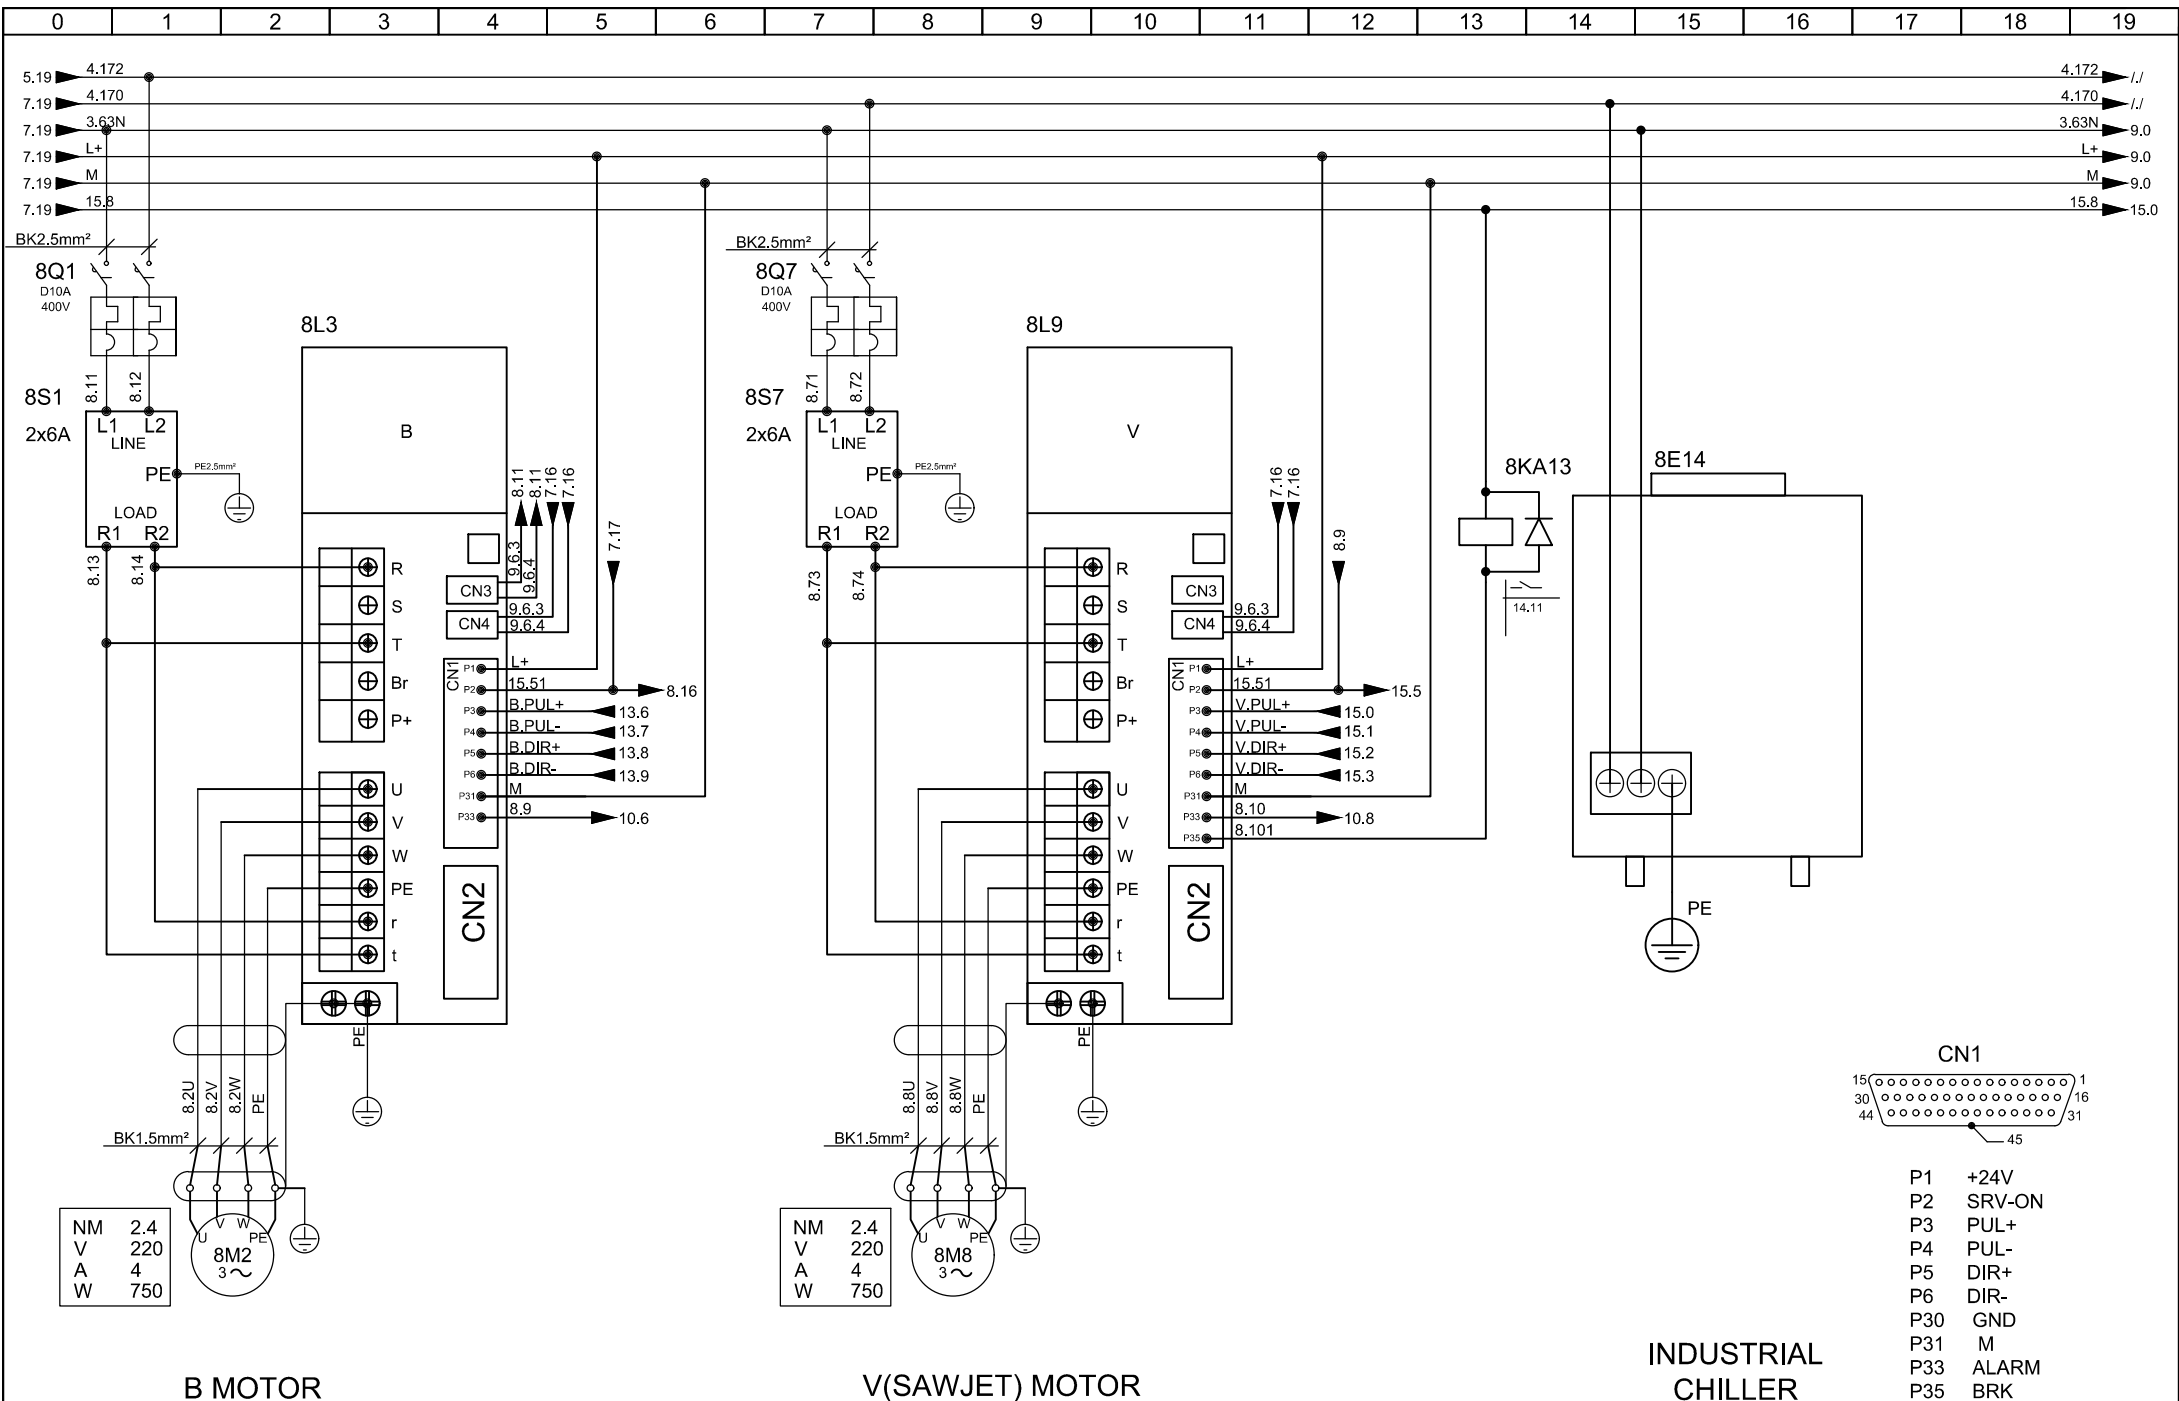 0 1 2 3 4 5 6 7 8 9 10 11 12 13 14 15 16 17 18 19
5.19 4.172 4.172 /./
7.19 4.170 4.170 /./
7.19 3.63N 3.63N 9.0
7.19 L+ L+ 9.0
7.19 M M 9.0
7.19 15.8 15.8 15.0
BK2.5mm²
8Q1
D10A
400V
8.11
8.12
8S1
2x6A
L1 L2
LINE
PE
PE2.5mm²
LOAD
R1 R2
8.13
8.14
8L3
B
R
S
T
Br
P+
U
V
W
PE
r
t
PE
8.11
8.11
7.16
7.16
9.6.3
9.6.4
CN3
CN4
9.6.3
9.6.4
7.17
CN1
P1 L+
P2 15.51 8.16
P3 B.PUL+ 13.6
P4 B.PUL- 13.7
P5 B.DIR+ 13.8
P6 B.DIR- 13.9
P31 M
P33 8.9 10.6
CN2
8.2U
8.2V
8.2W
PE
BK1.5mm²
U V W PE
8M2
3
NM 2.4
V 220
A 4
W 750
B MOTOR
BK2.5mm²
8Q7
D10A
400V
8.71
8.72
8S7
2x6A
L1 L2
LINE
PE
PE2.5mm²
LOAD
R1 R2
8.73
8.74
8L9
V
R
S
T
Br
P+
U
V
W
PE
r
t
PE
7.16
7.16
CN3
CN4
9.6.3
9.6.4
8.9
CN1
P1 L+
P2 15.51 15.5
P3 V.PUL+ 15.0
P4 V.PUL- 15.1
P5 V.DIR+ 15.2
P6 V.DIR- 15.3
P31 M
P33 8.10 10.8
P35 8.101
CN2
8.8U
8.8V
8.8W
PE
BK1.5mm²
U V W PE
8M8
3
NM 2.4
V 220
A 4
W 750
V(SAWJET) MOTOR
8KA13
14.11
8E14
PE
INDUSTRIAL
CHILLER
CN1
15 1
30 16
44 31
45
P1 +24V
P2 SRV-ON
P3 PUL+
P4 PUL-
P5 DIR+
P6 DIR-
P30 GND
P31 M
P33 ALARM
P35 BRK